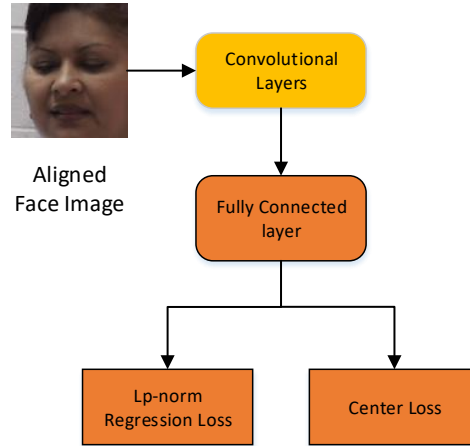 Convolutional
Layers
Aligned
Face Image
Fully Connected
layer
Lp-norm
Regression Loss
Center Loss